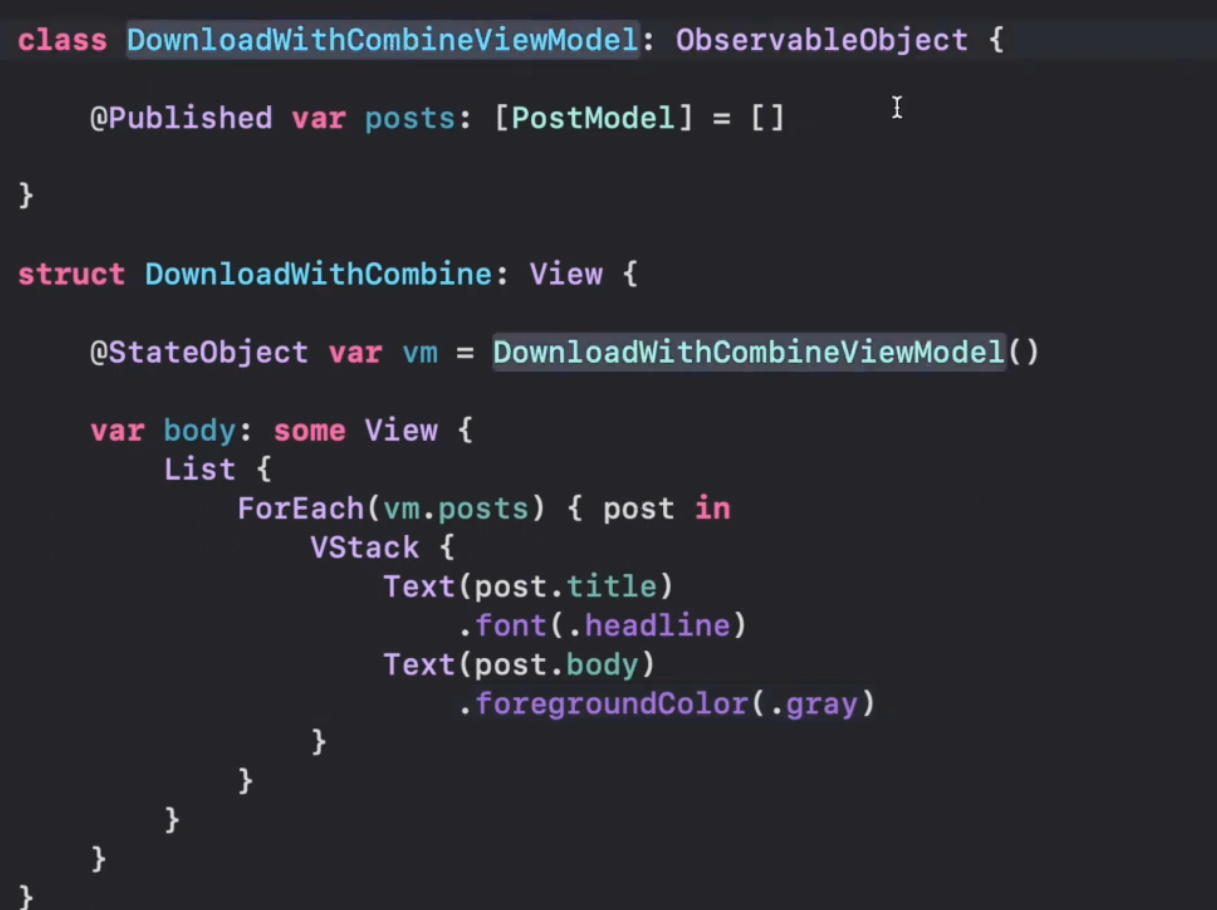 class DownloadWithCombineViewModel: ObservableObject {
@Published var posts: [PostModel] = []
}
struct DownloadWithCombine: View {
@StateObject var vm = DownloadWithCombineViewModel()
var body: some View {
List {
ForEach(vm.posts) { post in
VStack {
Text(post.title)
.font(.headline)
Text(post.body)
.foregroundColor(.gray)
}
}
}
}
}